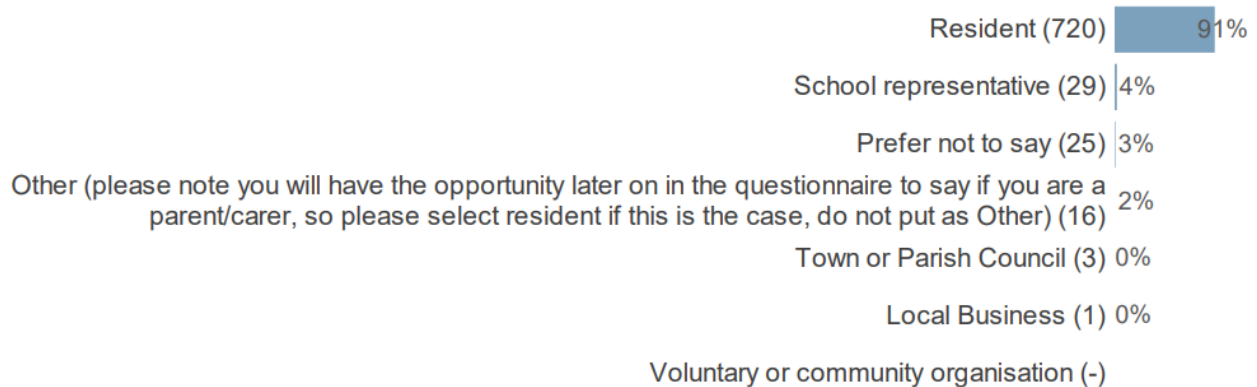 Resident (720) 91%
School representative (29) 4%
Prefer not to say (25) 3%
Other (please note you will have the opportunity later on in the questionnaire to say if you are a
parent/carer, so please select resident if this is the case, do not put as Other) (16) 2%
Town or Parish Council (3) 0%
Local Business (1) 0%
Voluntary or community organisation (-)